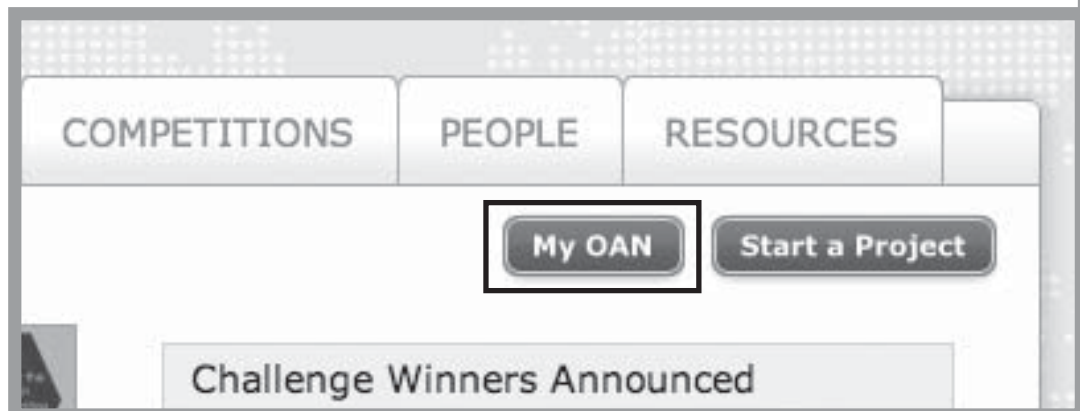 COMPETITIONS PEOPLE RESOURCES
My OAN Start a Project
Challenge Winners Announced